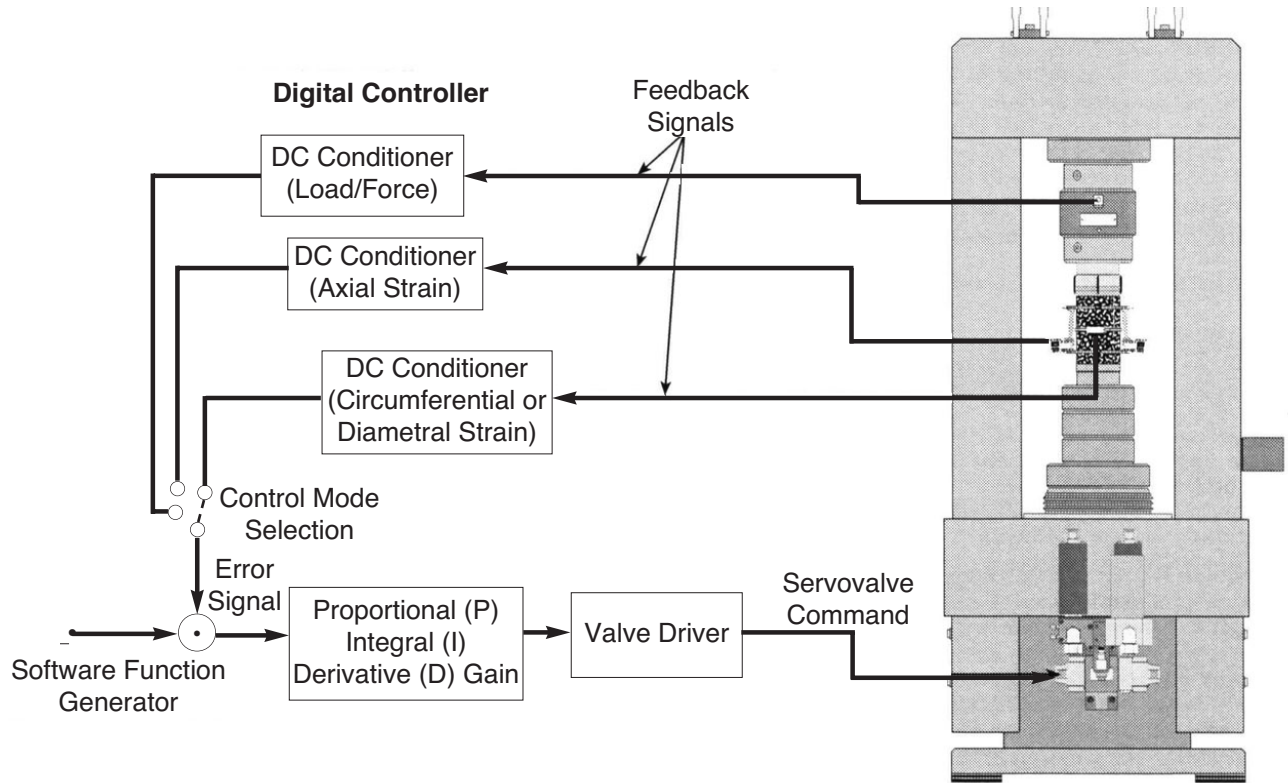 Digital Controller
Feedback
Signals
DC Conditioner
(Load/Force)
DC Conditioner
(Axial Strain)
DC Conditioner
(Circumferential or
Diametral Strain)
Control Mode
Selection
Error
Signal
Software Function
Generator
Proportional (P)
Integral (I)
Derivative (D) Gain
Valve Driver
Servovalve
Command